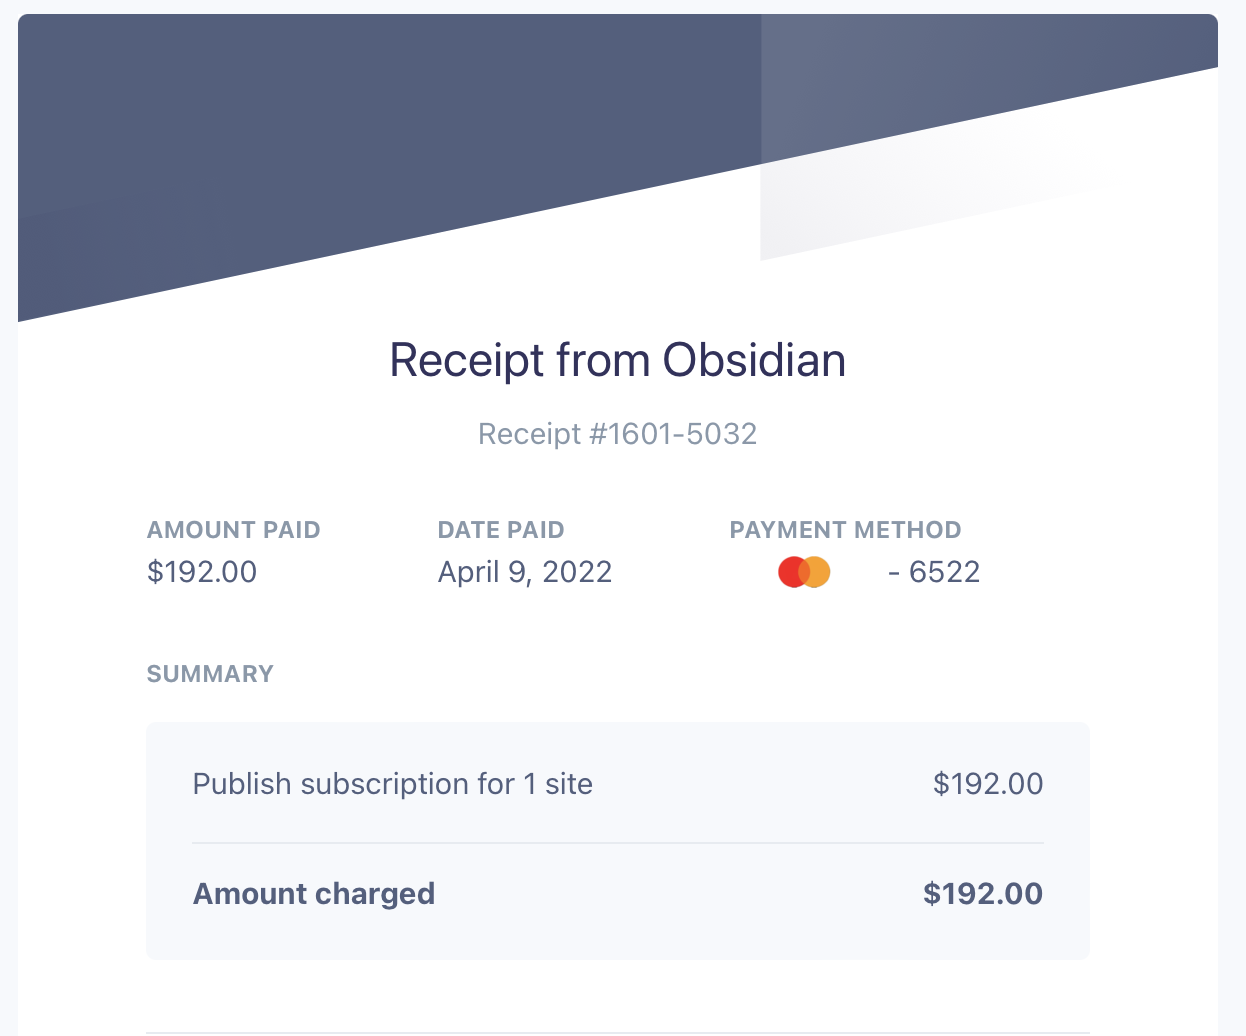 Receipt from Obsidian
Receipt #1601-5032
AMOUNT PAID DATE PAID PAYMENT METHOD
$192.00 April 9, 2022 - 6522
SUMMARY
Publish subscription for 1 site $192.00
Amount charged $192.00